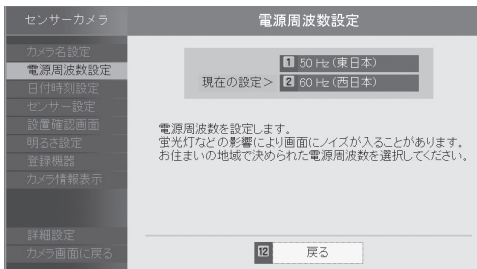 センサーカメラ
電源周波数設定
カメラ名設定
電源周波数設定
日付時刻設定
センサー設定
設置確認画面
明るさ設定
登録機器
カメラ情報表示
詳細設定
カメラ画面に戻る
1 50 Hz (東日本)
現在の設定＞ 2 60 Hz (西日本)
電源周波数を設定します。
蛍光灯などの影響により画面にノイズが入ることがあります。
お住まいの地域で決められた電源周波数を選択してください。
12 戻る